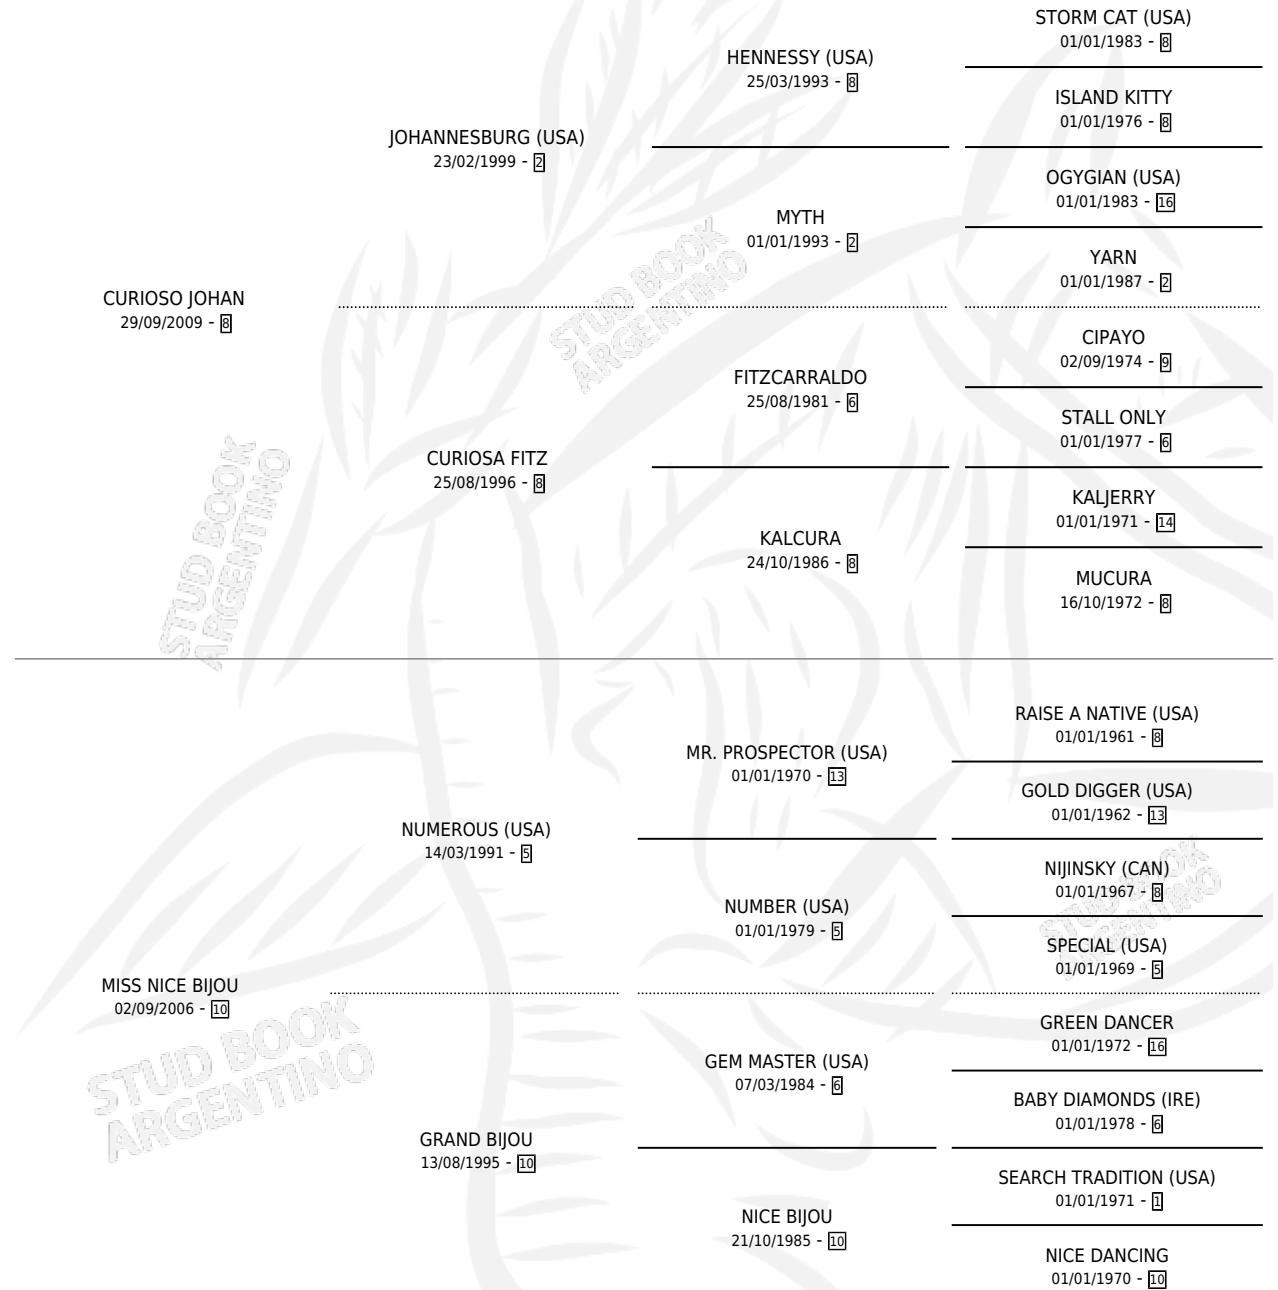 STORM CAT (USA)
01/01/1983 - 8
HENNESSY (USA)
25/03/1993 - 8
ISLAND KITTY
01/01/1976 - 8
JOHANNESBURG (USA)
23/02/1999 - 2
OGYGIAN (USA)
01/01/1983 - 16
MYTH
01/01/1993 - 2
YARN
01/01/1987 - 2
CURIOSO JOHAN
29/09/2009 - 8
CIPAYO
02/09/1974 - 9
FITZCARRALDO
25/08/1981 - 6
STALL ONLY
01/01/1977 - 6
CURIOSA FITZ
25/08/1996 - 8
KALJERRY
01/01/1971 - 14
KALCURA
24/10/1986 - 8
MUCURA
16/10/1972 - 8
RAISE A NATIVE (USA)
01/01/1961 - 8
MR. PROSPECTOR (USA)
01/01/1970 - 13
GOLD DIGGER (USA)
01/01/1962 - 13
NUMEROUS (USA)
14/03/1991 - 5
NIJINSKY (CAN)
01/01/1967 - 8
NUMBER (USA)
01/01/1979 - 5
SPECIAL (USA)
01/01/1969 - 5
MISS NICE BIJOU
02/09/2006 - 10
GREEN DANCER
01/01/1972 - 16
GEM MASTER (USA)
07/03/1984 - 6
BABY DIAMONDS (IRE)
01/01/1978 - 6
GRAND BIJOU
13/08/1995 - 10
SEARCH TRADITION (USA)
01/01/1971 - 1
NICE BIJOU
21/10/1985 - 10
NICE DANCING
01/01/1970 - 10
STUD BOOK
ARGENTINO
STUD BOOK
ARGENTINO
STUD BOOK
ARGENTINO
STUD BOOK
ARGENTINO